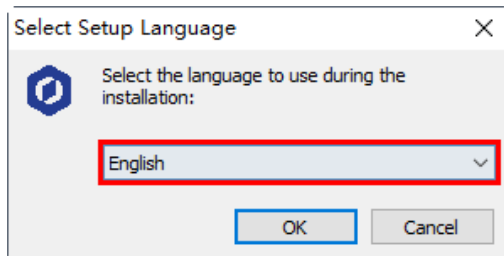 Select Setup Language
Select the language to use during the
installation:
English
OK
Cancel